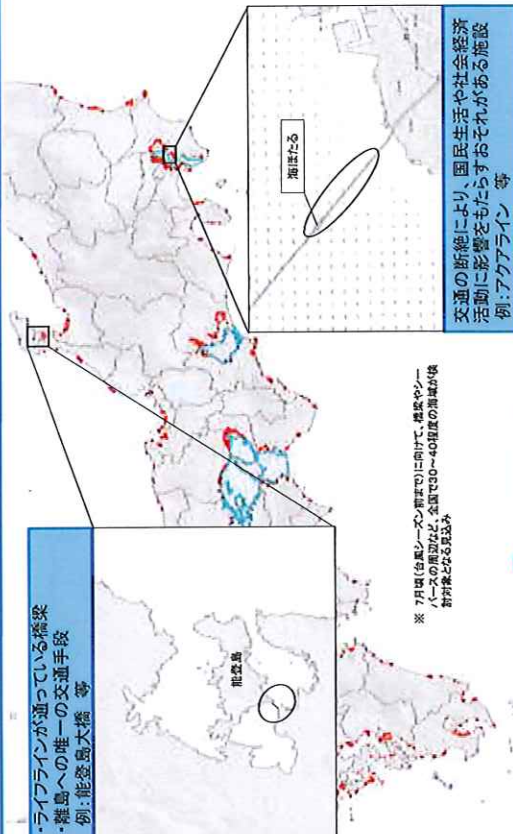 ・ライフラインが通っている橋梁
・離島への唯一の交通手段
例：能登島大橋 等
能登島
海ほたる
交通の断絶により、国民生活や社会経済
活動に影響をもたらすおそれがある施設
例：アクアライン 等
※ 7月頃(台風シーズン前まで)に向けて、橋梁やシー
バースの周辺など、全国で30～40程度の海域が検
討対象となる見込み